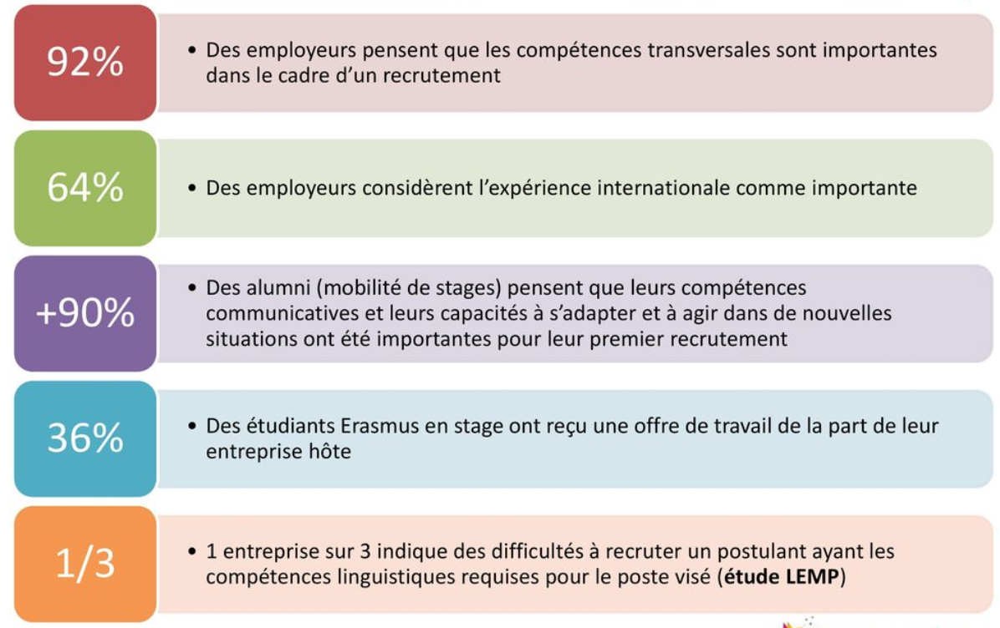 92%
• Des employeurs pensent que les compétences transversales sont importantes
dans le cadre d’un recrutement
64%
• Des employeurs considèrent l’expérience internationale comme importante
+90%
• Des alumni (mobilité de stages) pensent que leurs compétences
communicatives et leurs capacités à s’adapter et à agir dans de nouvelles
situations ont été importantes pour leur premier recrutement
36%
• Des étudiants Erasmus en stage ont reçu une offre de travail de la part de leur
entreprise hôte
1/3
• 1 entreprise sur 3 indique des difficultés à recruter un postulant ayant les
compétences linguistiques requises pour le poste visé (étude LEMP)